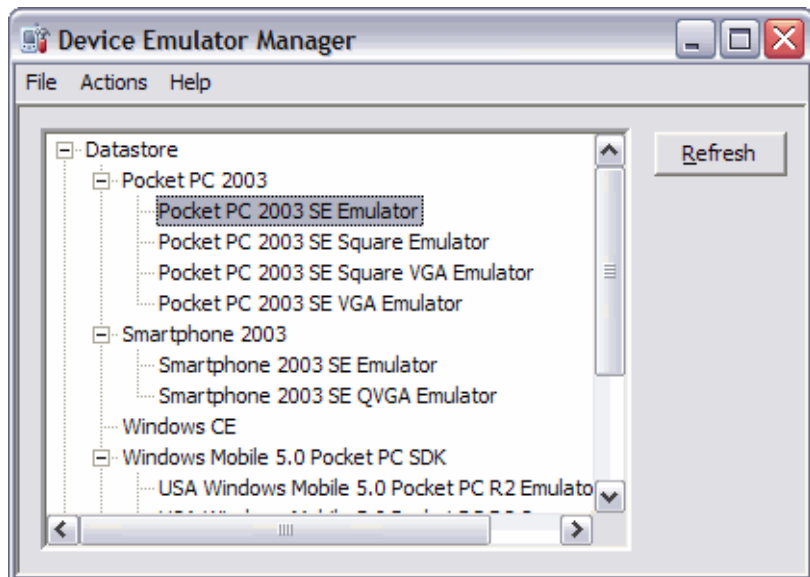 Device Emulator Manager
File Actions Help
Datastore
Refresh
Pocket PC 2003
Pocket PC 2003 SE Emulator
Pocket PC 2003 SE Square Emulator
Pocket PC 2003 SE Square VGA Emulator
Pocket PC 2003 SE VGA Emulator
Smartphone 2003
Smartphone 2003 SE Emulator
Smartphone 2003 SE QVGA Emulator
Windows CE
Windows Mobile 5.0 Pocket PC SDK
USA Windows Mobile 5.0 Pocket PC R2 Emulato